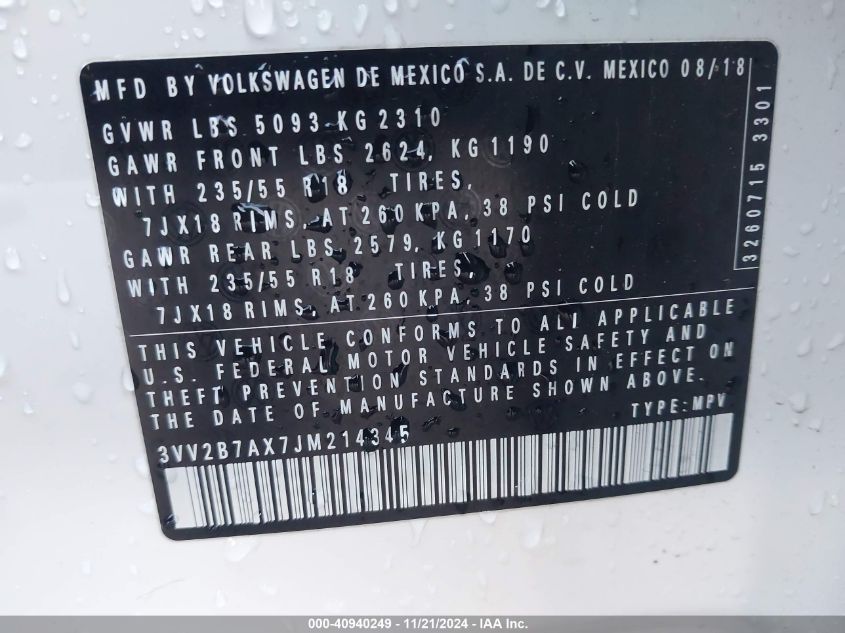 MFD BY VOLKSWAGEN DE MEXICO S.A. DE C.V. MEXICO 08/18
GVWR LBS 5093 KG 2310
GAWR FRONT LBS 2624, KG 1190
WITH 235/55 R18 TIRES,
7JX18 RIMS, AT 260 KPA, 38 PSI COLD
GAWR REAR LBS. 2579, KG 1170
WITH 235/55 R18 TIRES,
7JX18 RIMS, AT 260 KPA, 38 PSI COLD
3260715 3301
THIS VEHICLE CONFORMS TO ALL APPLICABLE
U.S. FEDERAL MOTOR VEHICLE SAFETY AND
THEFT PREVENTION STANDARDS IN EFFECT ON
THE DATE OF MANUFACTURE SHOWN ABOVE.
TYPE: MPV
3VV2B7AX7JM214345
000-40940249 - 11/21/2024 - IAA Inc.